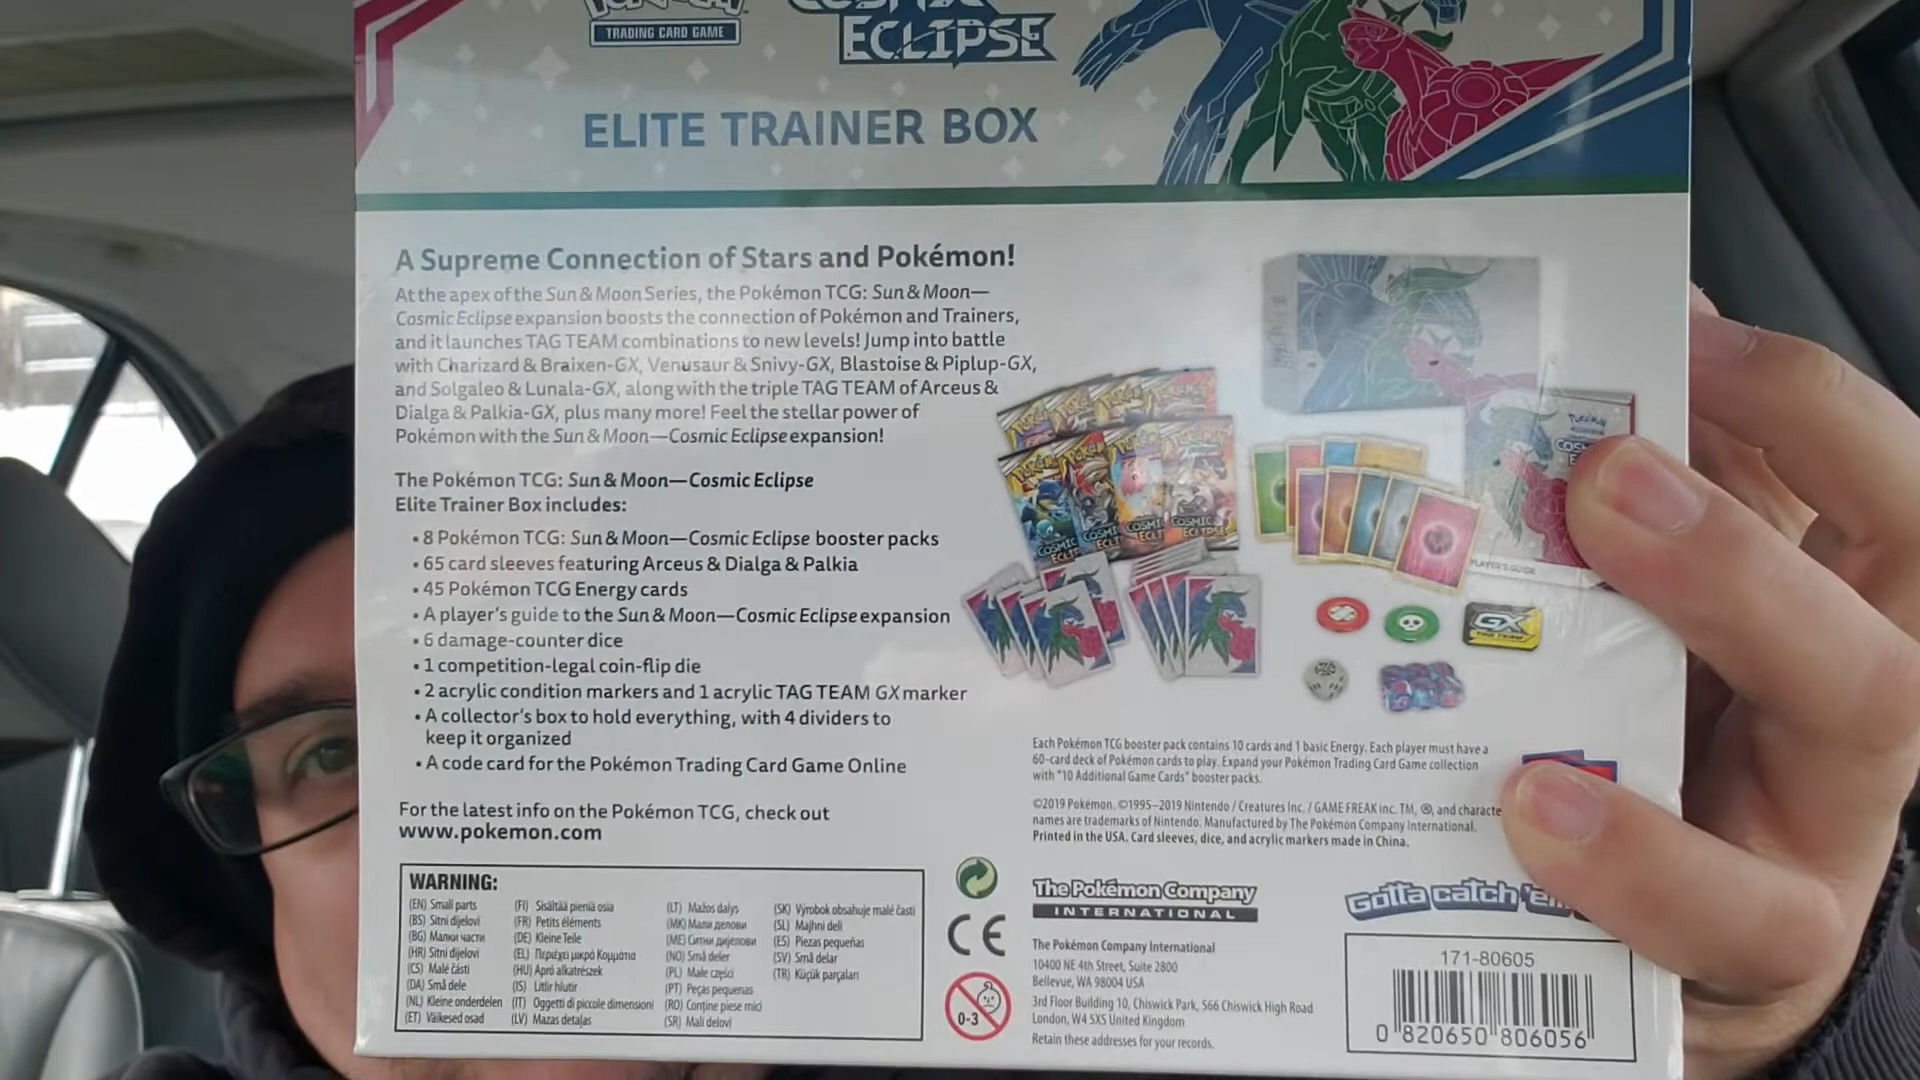 TRADING CARD GAME
COSMIC
ECLIPSE
ELITE TRAINER BOX
A Supreme Connection of Stars and Pokémon!
At the apex of the Sun & Moon Series, the Pokémon TCG: Sun & Moon—
Cosmic Eclipse expansion boosts the connection of Pokémon and Trainers,
and it launches TAG TEAM combinations to new levels! Jump into battle
with Charizard & Braixen-GX, Venusaur & Snivy-GX, Blastoise & Piplup-GX,
and Solgaleo & Lunala-GX, along with the triple TAG TEAM of Arceus &
Dialga & Palkia-GX, plus many more! Feel the stellar power of
Pokémon with the Sun & Moon—Cosmic Eclipse expansion!
The Pokémon TCG: Sun & Moon—Cosmic Eclipse
Elite Trainer Box includes:
• 8 Pokémon TCG: Sun & Moon—Cosmic Eclipse booster packs
• 65 card sleeves featuring Arceus & Dialga & Palkia
• 45 Pokémon TCG Energy cards
• A player's guide to the Sun & Moon—Cosmic Eclipse expansion
• 6 damage-counter dice
• 1 competition-legal coin-flip die
• 2 acrylic condition markers and 1 acrylic TAG TEAM GX marker
• A collector's box to hold everything, with 4 dividers to
keep it organized
• A code card for the Pokémon Trading Card Game Online
For the latest info on the Pokémon TCG, check out
www.pokemon.com
PLAYER'S GUIDE
GX
TAG TEAM
Each Pokémon TCG booster pack contains 10 cards and 1 basic Energy. Each player must have a
60-card deck of Pokémon cards to play. Expand your Pokémon Trading Card Game collection
with "10 Additional Game Cards" booster packs.
©2019 Pokémon. ©1995–2019 Nintendo / Creatures Inc. / GAME FREAK inc. TM, ®, and characte
names are trademarks of Nintendo. Manufactured by The Pokémon Company International.
Printed in the USA. Card sleeves, dice, and acrylic markers made in China.
WARNING:
(EN) Small parts
(BS) Sitni dijelovi
(BG) Малки части
(HR) Sitni dijelovi
(CS) Malé části
(DA) Små dele
(NL) Kleine onderdelen
(ET) Väikesed osad
(FI) Sisältää pieniä osia
(FR) Petits éléments
(DE) Kleine Teile
(EL) Περιέχει μικρά Κομμάτια
(HU) Apró alkatrészek
(IS) Litlir hlutir
(IT) Oggetti di piccole dimensioni
(LV) Mazas detaļas
(LT) Mažos dalys
(MK) Мали делови
(ME) Ситни дијелови
(NO) Små deler
(PL) Małe części
(PT) Peças pequenas
(RO) Conține piese mici
(SR) Mali delovi
(SK) Výrobok obsahuje malé časti
(SL) Majhni deli
(ES) Piezas pequeñas
(SV) Små delar
(TR) Küçük parçaları
CE
0-3
The Pokémon Company
INTERNATIONAL
The Pokémon Company International
10400 NE 4th Street, Suite 2800
Bellevue, WA 98004 USA
3rd Floor Building 10, Chiswick Park, 566 Chiswick High Road
London, W4 5XS United Kingdom
Retain these addresses for your records.
Gotta catch 'em
171-80605
0 820650 806056